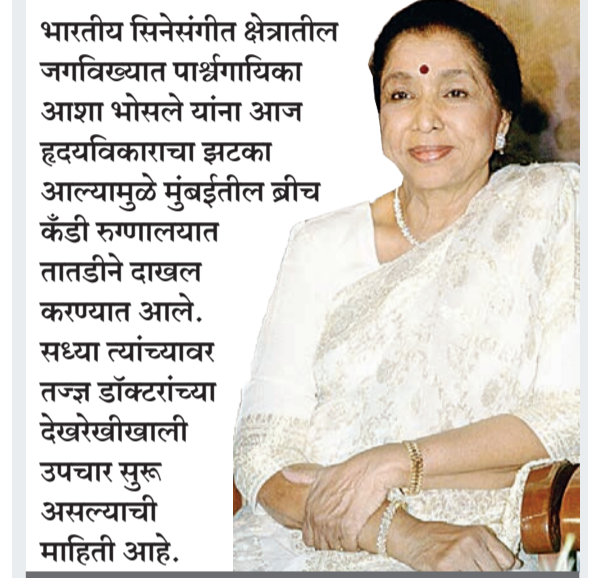 भारतीय सिनेसंगीत क्षेत्रातील
जगविख्यात पार्श्वगायिका
आशा भोसले यांना आज
हृदयविकाराचा झटका
आल्यामुळे मुंबईतील ब्रीच
कँडी रुग्णालयात
तातडीने दाखल
करण्यात आले.
सध्या त्यांच्यावर
तज्ज्ञ डॉक्टरांच्या
देखरेखीखाली
उपचार सुरू
असल्याची
माहिती आहे.